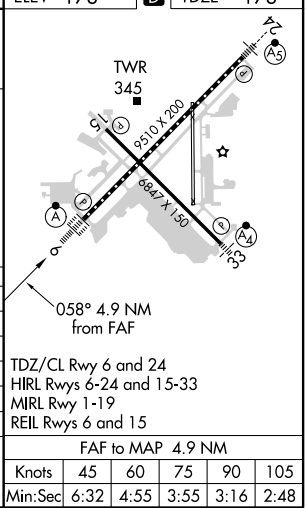 TWR
345
24
A5
P
15
P
9510 X 200
6847 X 150
P
P
A
A4
6
33
058° 4.9 NM
from FAF
TDZ/CL Rwy 6 and 24
HIRL Rwys 6-24 and 15-33
MIRL Rwy 1-19
REIL Rwys 6 and 15
FAF to MAP 4.9 NM
Knots 45 60 75 90 105
Min:Sec 6:32 4:55 3:55 3:16 2:48